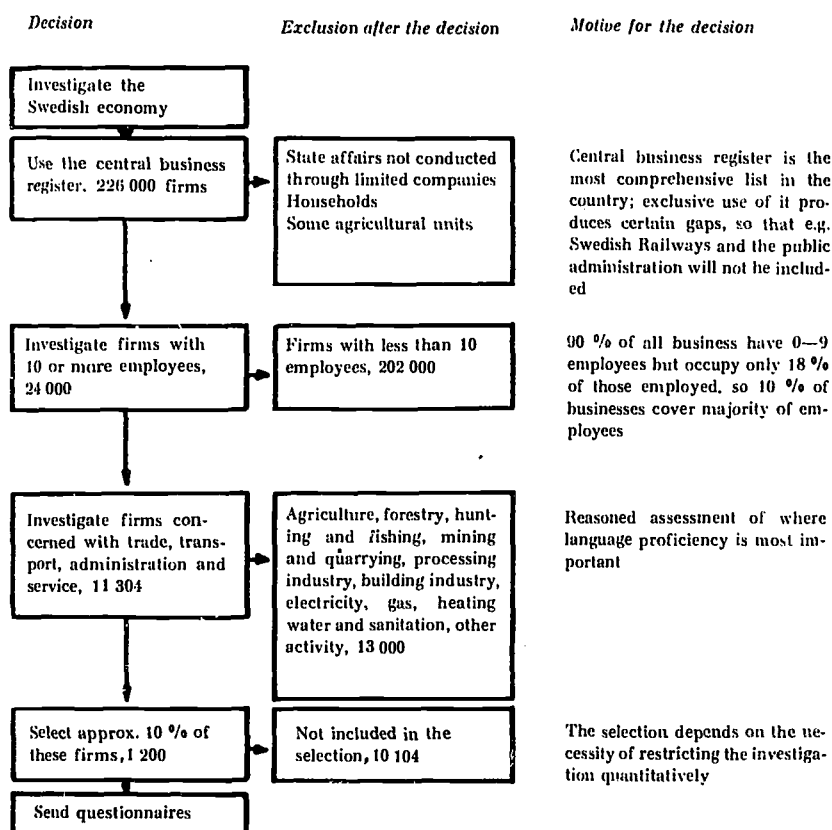 Decision
Exclusion after the decision
Motive for the decision
Investigate the
Swedish economy
Use the central business
register. 226 000 firms
State affairs not conducted
through limited companies
Households
Some agricultural units
Central business register is the
most comprehensive list in the
country; exclusive use of it pro-
duces certain gaps, so that e.g.
Swedish Railways and the public
administration will not be includ-
ed
Investigate firms with
10 or more employees,
24 000
Firms with less than 10
employees, 202 000
90 % of all business have 0—9
employees but occupy only 18 %
of those employed. so 10 % of
businesses cover majority of em-
ployees
Investigate firms con-
cerned with trade, trans-
port, administration and
service, 11 304
Agriculture, forestry, hunt-
ing and fishing, mining
and quarrying, processing
industry, building industry,
electricity, gas, heating
water and sanitation, other
activity, 13 000
Reasoned assessment of where
language proficiency is most im-
portant
Select approx. 10 % of
these firms, 1 200
Not included in the
selection, 10 104
The selection depends on the ne-
cessity of restricting the investiga-
tion quantitatively
Send questionnaires